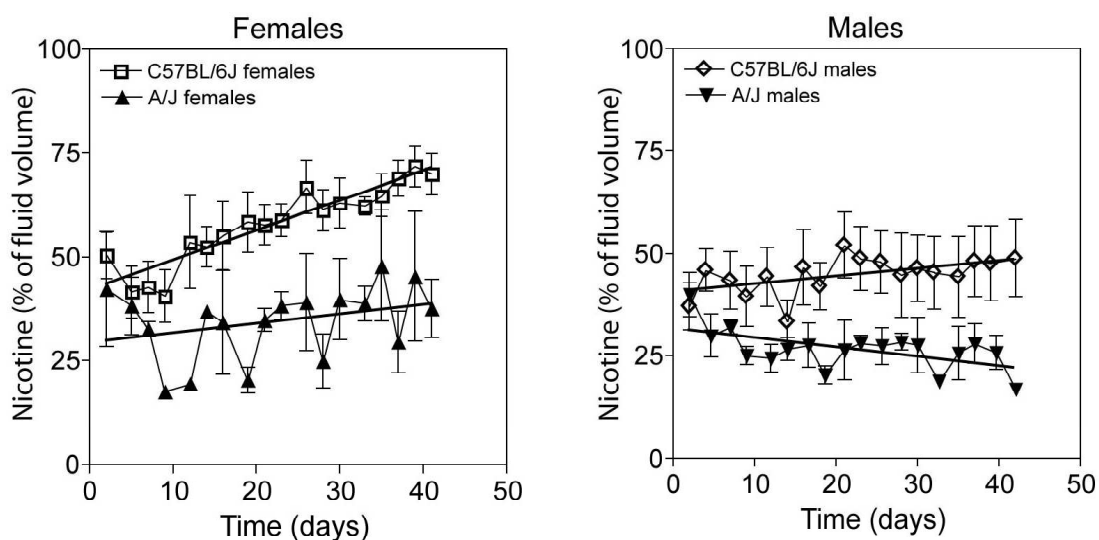 Females
100
75
50
25
0
Nicotine (% of fluid volume)
C57BL/6J females
A/J females
0 10 20 30 40 50
Time (days)
Males
100
75
50
25
0
Nicotine (% of fluid volume)
C57BL/6J males
A/J males
0 10 20 30 40 50
Time (days)